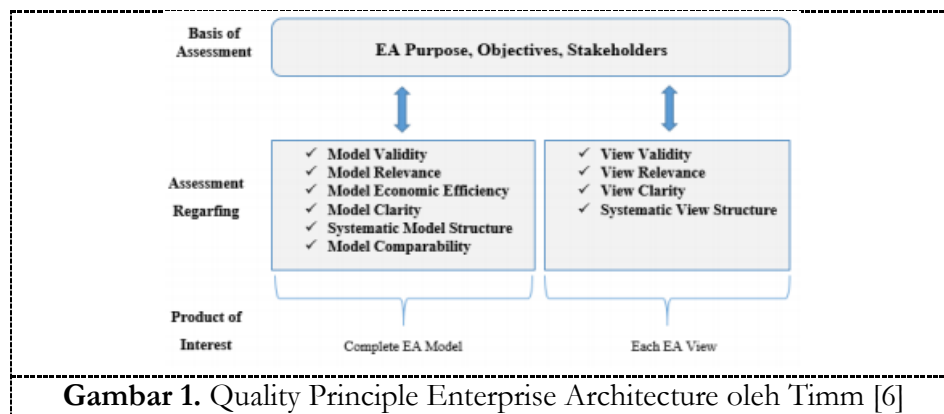 Basis of
Assessment
EA Purpose, Objectives, Stakeholders
Assessment
Regarfing
✓ Model Validity
✓ Model Relevance
✓ Model Economic Efficiency
✓ Model Clarity
✓ Systematic Model Structure
✓ Model Comparability
✓ View Validity
✓ View Relevance
✓ View Clarity
✓ Systematic View Structure
Product of
Interest
Complete EA Model
Each EA View
Gambar 1. Quality Principle Enterprise Architecture oleh Timm [6]